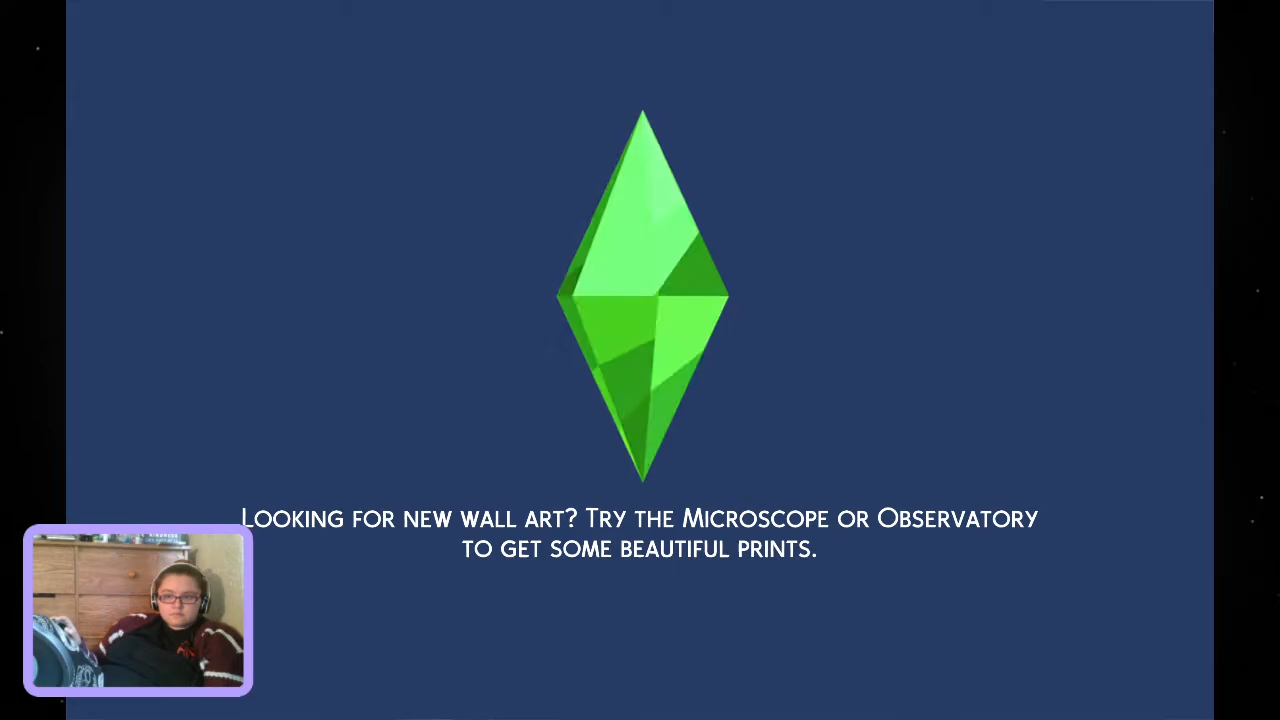 Looking for new wall art? Try the Microscope or Observatory
to get some beautiful prints.